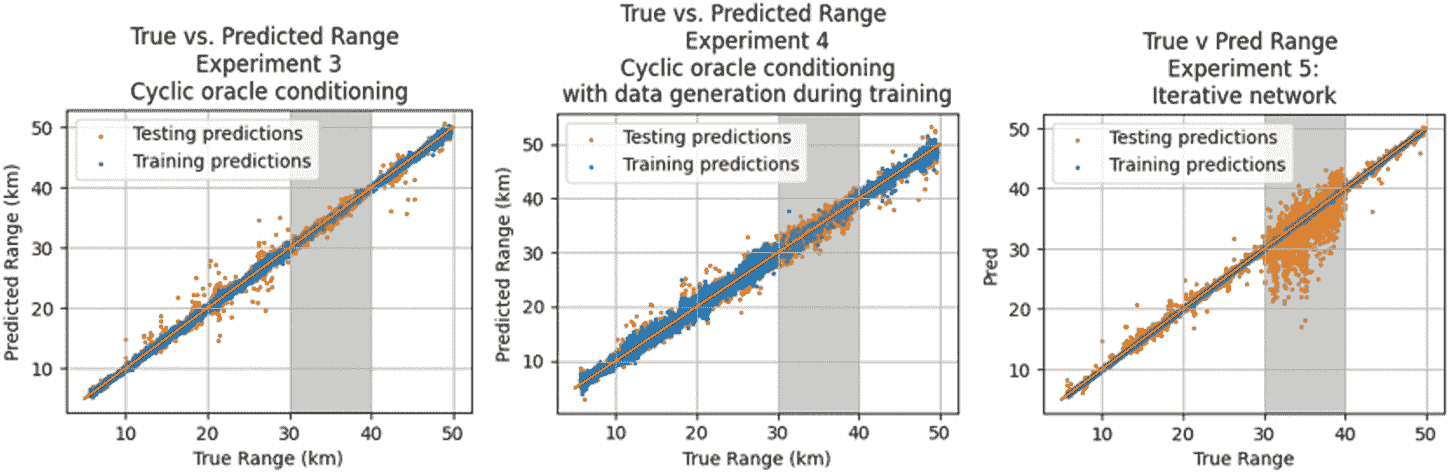 True vs. Predicted Range
Experiment 3
Cyclic oracle conditioning
Testing predictions
Training predictions
Predicted Range (km)
50
40
30
20
10
10 20 30 40 50
True Range (km)
True vs. Predicted Range
Experiment 4
Cyclic oracle conditioning
with data generation during training
Testing predictions
Training predictions
Predicted Range (km)
50
40
30
20
10
10 20 30 40 50
True Range (km)
True v Pred Range
Experiment 5:
Iterative network
Testing predictions
Training predictions
Pred
50
40
30
20
10
10 20 30 40 50
True Range